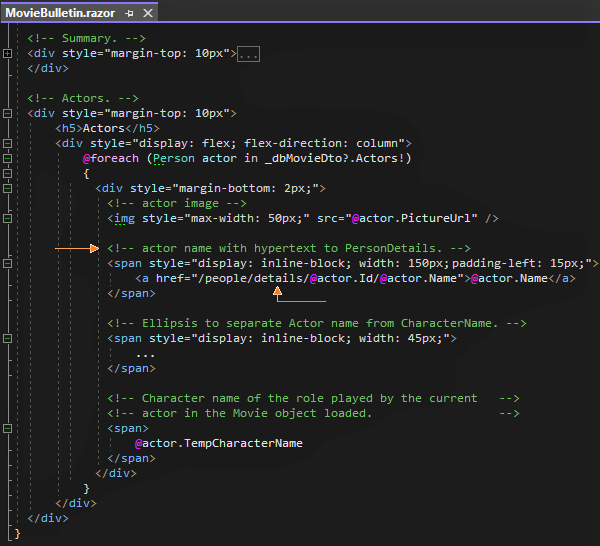 MovieBulletin.razor
<!-- Summary. -->
<div style="margin-top: 10px">...
</div>
<!-- Actors. -->
<div style="margin-top: 10px">
<h5>Actors</h5>
<div style="display: flex; flex-direction: column">
@foreach (Person actor in _dbMovieDto?.Actors!)
{
<div style="margin-bottom: 2px;">
<!-- actor image -->
<img style="max-width: 50px;" src="@actor.PictureUrl" />
<!-- actor name with hypertext to PersonDetails. -->
<span style="display: inline-block; width: 150px;padding-left: 15px;">
<a href="/people/details/@actor.Id/@actor.Name">@actor.Name</a>
</span>
<!-- Ellipsis to separate Actor name from CharacterName. -->
<span style="display: inline-block; width: 45px;">
...
</span>
<!-- Character name of the role played by the current -->
<!-- actor in the Movie object loaded. -->
<span>
@actor.TempCharacterName
</span>
</div>
}
</div>
</div>
}